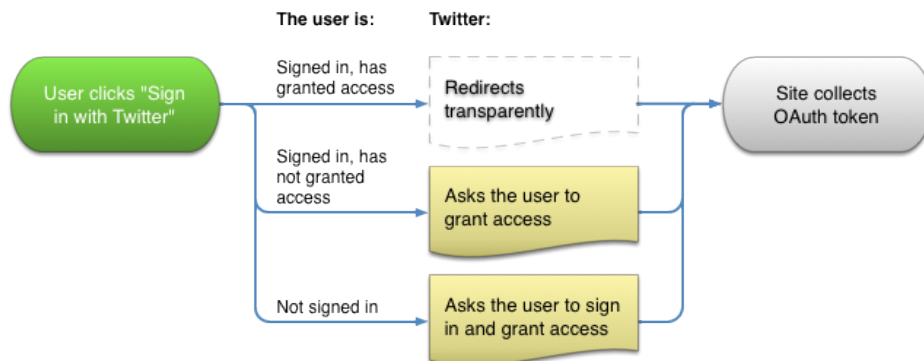 The user is:
Twitter:
User clicks "Sign
in with Twitter"
Signed in, has
granted access
Redirects
transparently
Site collects
OAuth token
Signed in, has
not granted
access
Asks the user to
grant access
Not signed in
Asks the user to sign
in and grant access